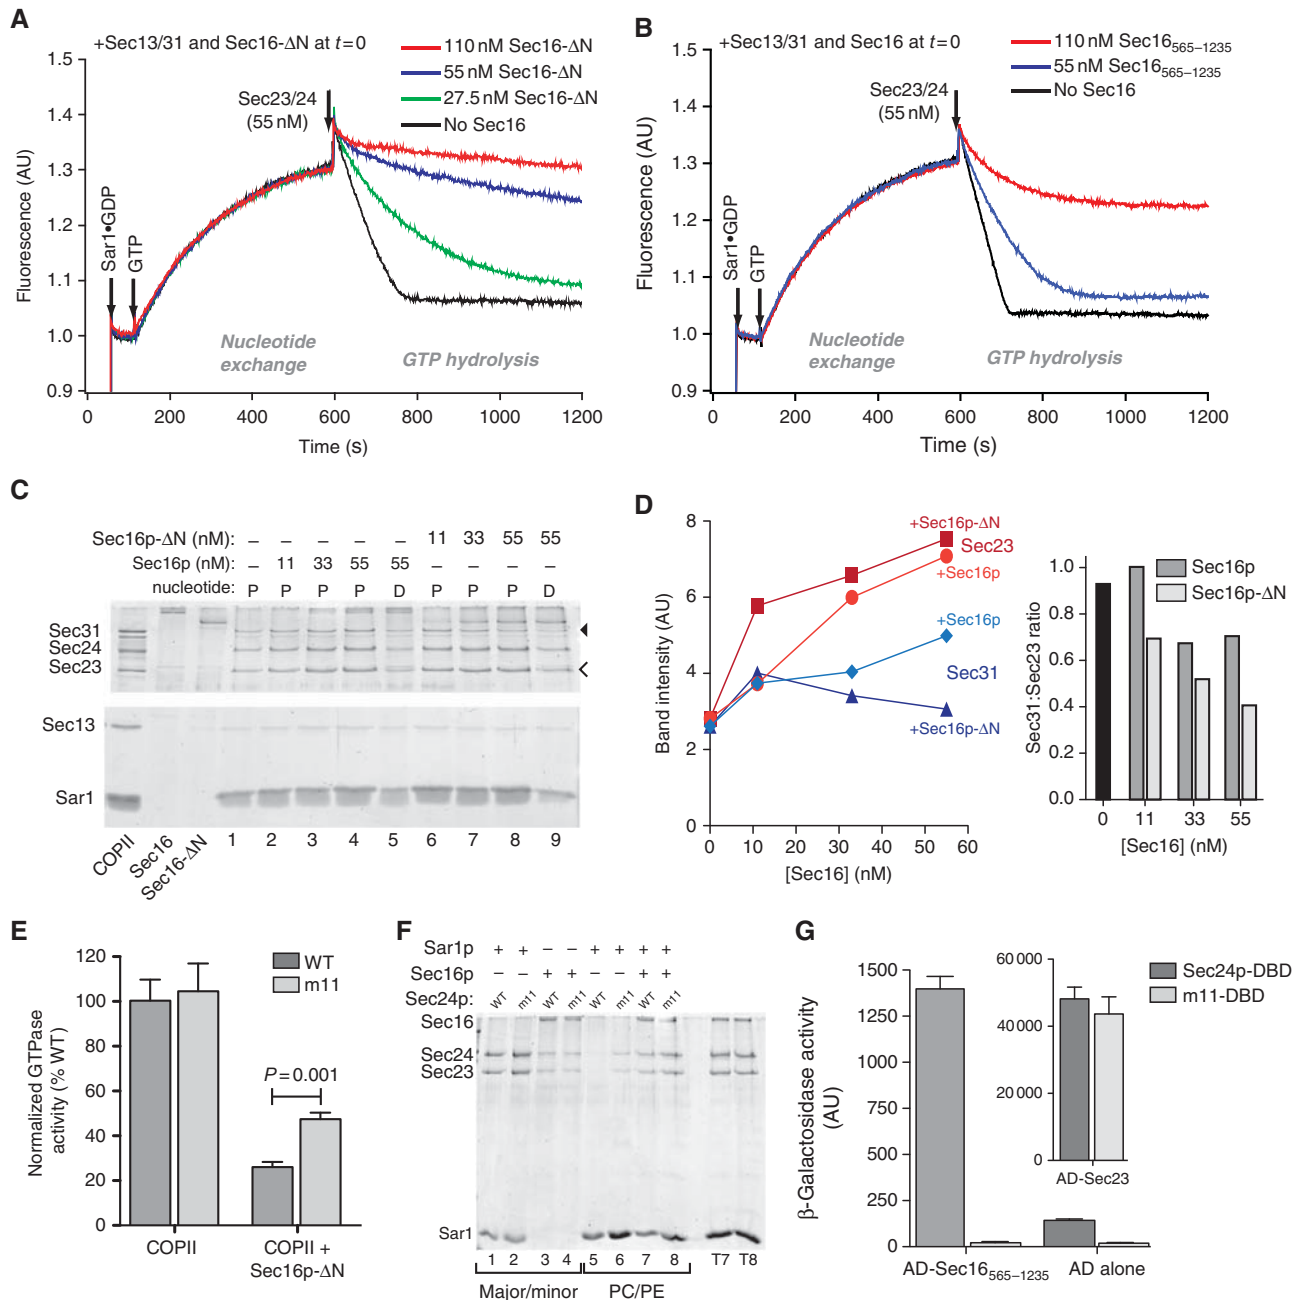 A
+Sec13/31 and Sec16-ΔN at t=0
110 nM Sec16-ΔN
55 nM Sec16-ΔN
27.5 nM Sec16-ΔN
No Sec16
Sec23/24
(55 nM)
Sar1•GDP
GTP
Nucleotide
exchange
GTP hydrolysis
Fluorescence (AU)
1.5
1.4
1.3
1.2
1.1
1.0
0.9
0 200 400 600 800 1000 1200
Time (s)
B
+Sec13/31 and Sec16 at t=0
110 nM Sec16565–1235
55 nM Sec16565–1235
No Sec16
Sec23/24
(55 nM)
Sar1•GDP
GTP
Nucleotide
exchange
GTP hydrolysis
Fluorescence (AU)
1.5
1.4
1.3
1.2
1.1
1.0
0.9
0 200 400 600 800 1000 1200
Time (s)
C
Sec16p-ΔN (nM): – – – – – 11 33 55 55
Sec16p (nM): – 11 33 55 55 – – – –
nucleotide: P P P P D P P P D
Sec31
Sec24
Sec23
Sec13
Sar1
COPII Sec16 Sec16-ΔN 1 2 3 4 5 6 7 8 9
D
Band intensity (AU)
8
6
4
2
0
0 10 20 30 40 50 60
[Sec16] (nM)
+Sec16p-ΔN
Sec23
+Sec16p
+Sec16p
Sec31
+Sec16p-ΔN
Sec31:Sec23 ratio
1.0
0.8
0.6
0.4
0.2
0.0
Sec16p
Sec16p-ΔN
0 11 33 55
[Sec16] (nM)
E
Normalized GTPase
activity (% WT)
120
100
80
60
40
20
0
WT
m11
P=0.001
COPII
COPII +
Sec16p-ΔN
F
Sar1p + + – – + + + +
Sec16p – – + + – – + +
Sec24p: WT m11 WT m11 WT m11 WT m11
Sec16
Sec24
Sec23
Sar1
1 2 3 4 5 6 7 8 T7 T8
Major/minor
PC/PE
G
β-Galactosidase activity
(AU)
1500
1250
1000
750
500
250
0
AD-Sec16565–1235
AD alone
60 000
40 000
20 000
0
AD-Sec23
Sec24p-DBD
m11-DBD